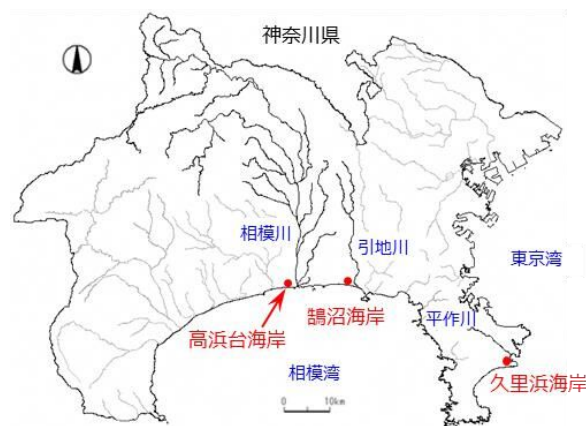 神奈川県
相模川
引地川
東京湾
高浜台海岸
鵠沼海岸
平作川
久里浜海岸
相模湾
0
10km